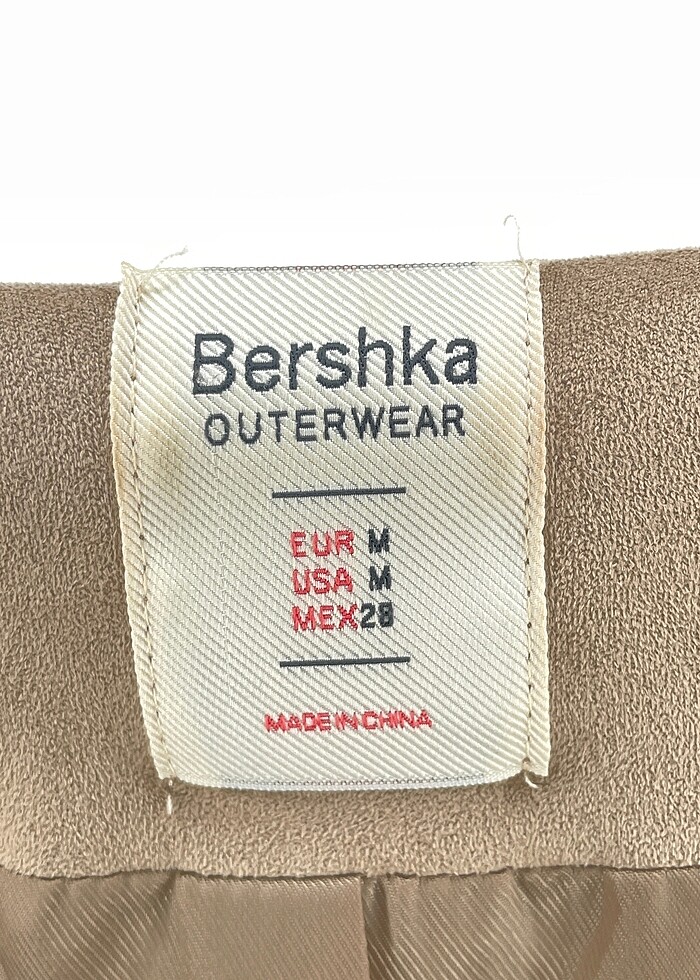 Bershka
OUTERWEAR
EUR M
USA M
MEX 28
MADE IN CHINA